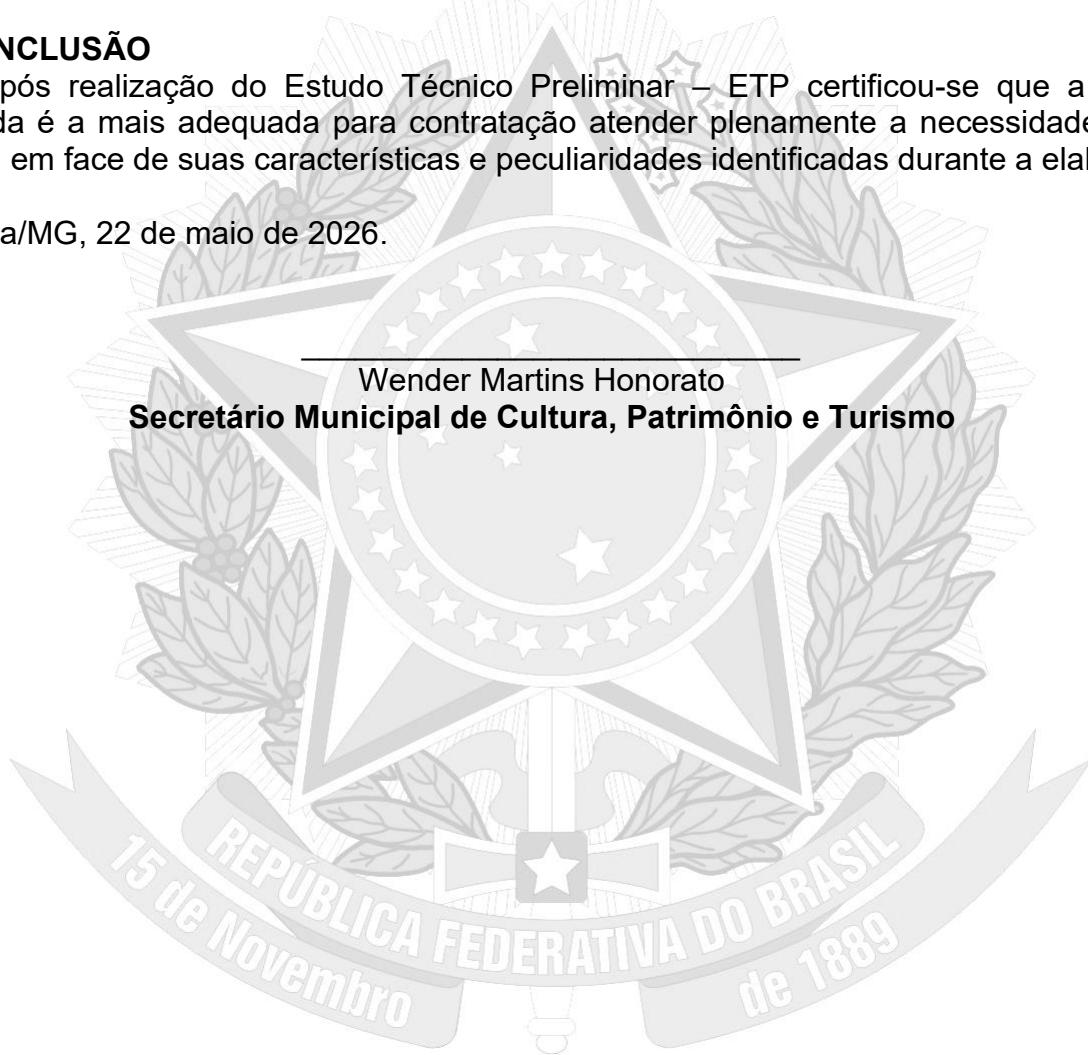 NCLUSÃO
pós realização do Estudo Técnico Preliminar – ETP certificou-se que a
da é a mais adequada para contratação atender plenamente a necessidade
em face de suas características e peculiaridades identificadas durante a elal
a/MG, 22 de maio de 2026.
Wender Martins Honorato
Secretário Municipal de Cultura, Patrimônio e Turismo
REPÚBLICA FEDERATIVA DO BRASIL
15 de Novembro de 1889